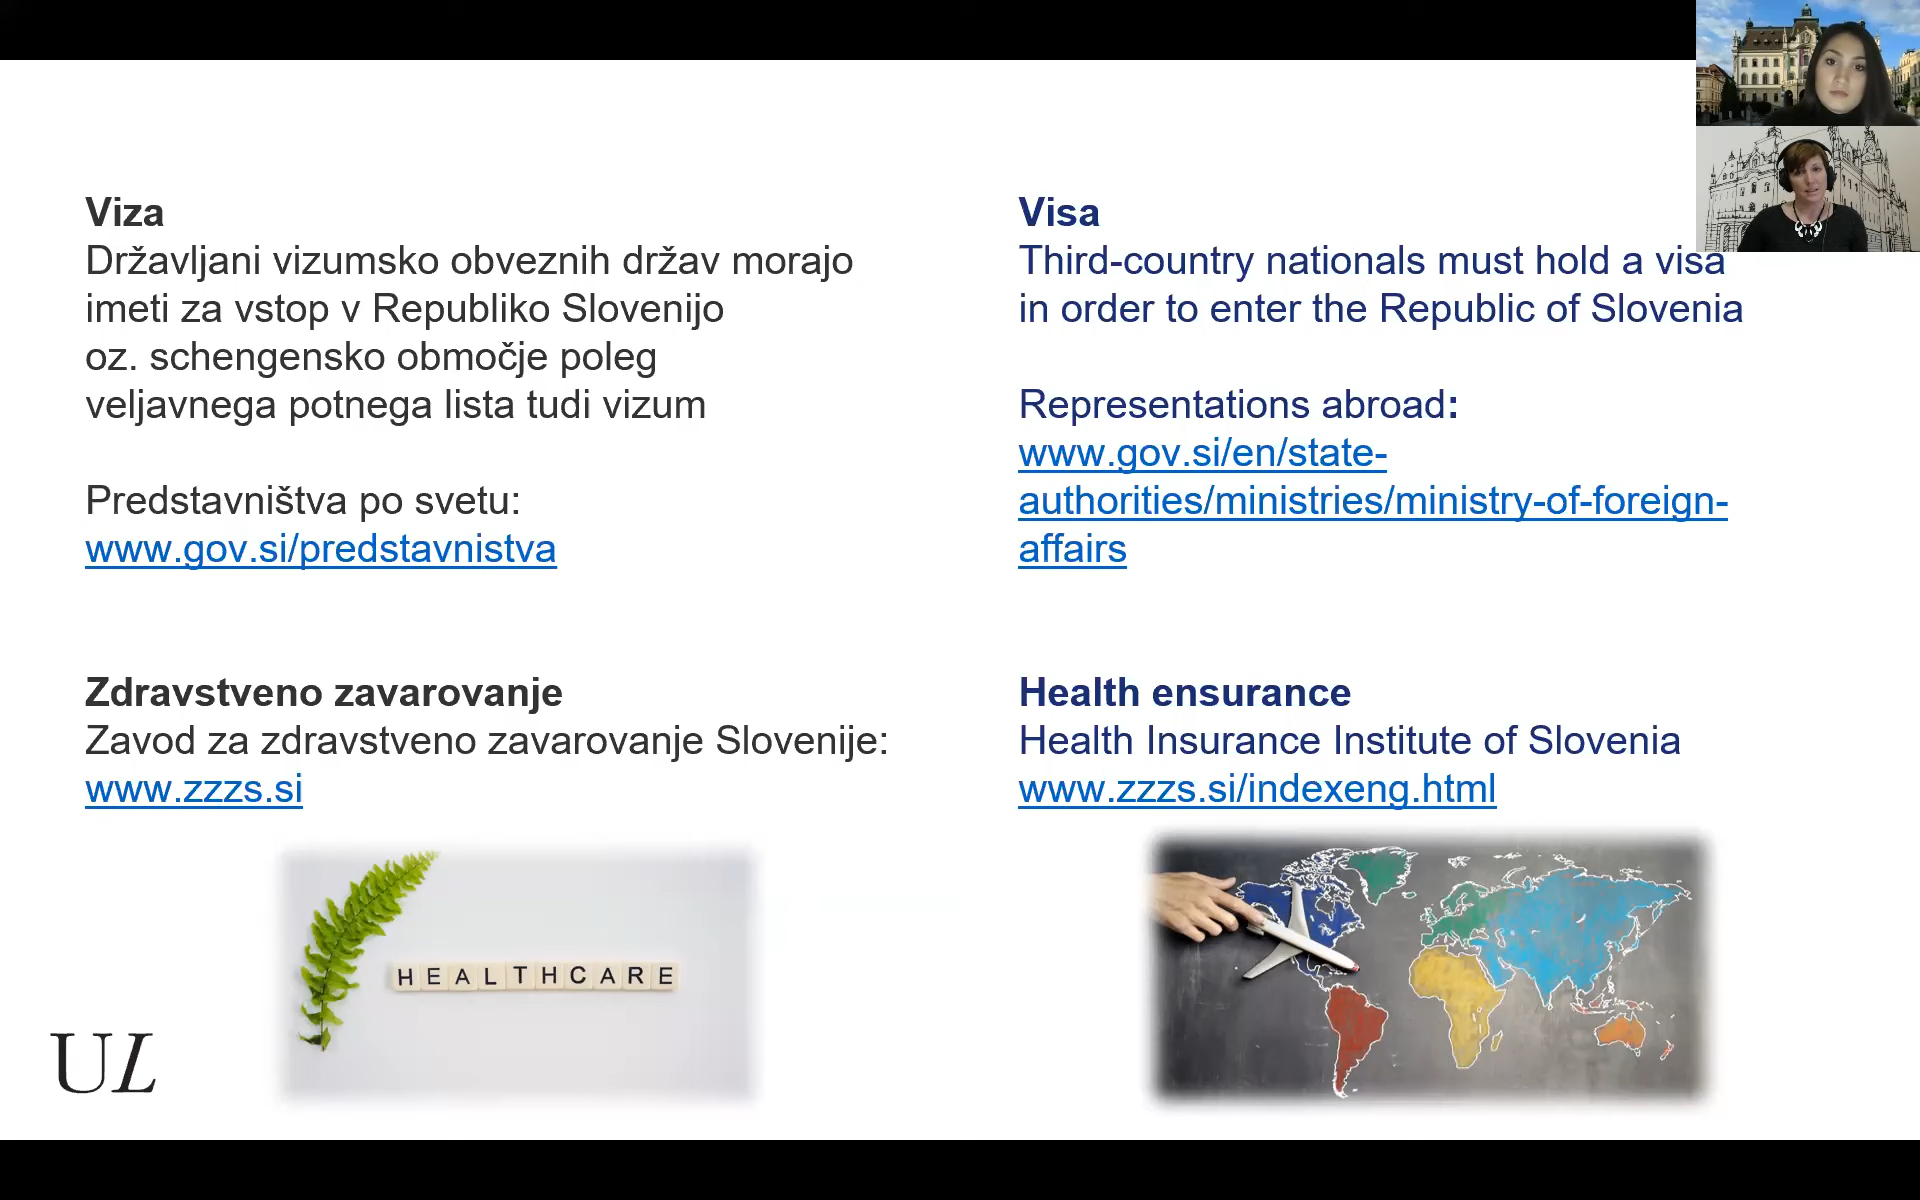 Viza
Državljani vizumsko obveznih držav morajo
imeti za vstop v Republiko Slovenijo
oz. schengensko območje poleg
veljavnega potnega lista tudi vizum
Predstavništva po svetu:
www.gov.si/predstavnistva
Zdravstveno zavarovanje
Zavod za zdravstveno zavarovanje Slovenije:
www.zzzs.si
HEALTHCARE
UL
Visa
Third-country nationals must hold a visa
in order to enter the Republic of Slovenia
Representations abroad:
www.gov.si/en/state-
authorities/ministries/ministry-of-foreign-
affairs
Health ensurance
Health Insurance Institute of Slovenia
www.zzzs.si/indexeng.html